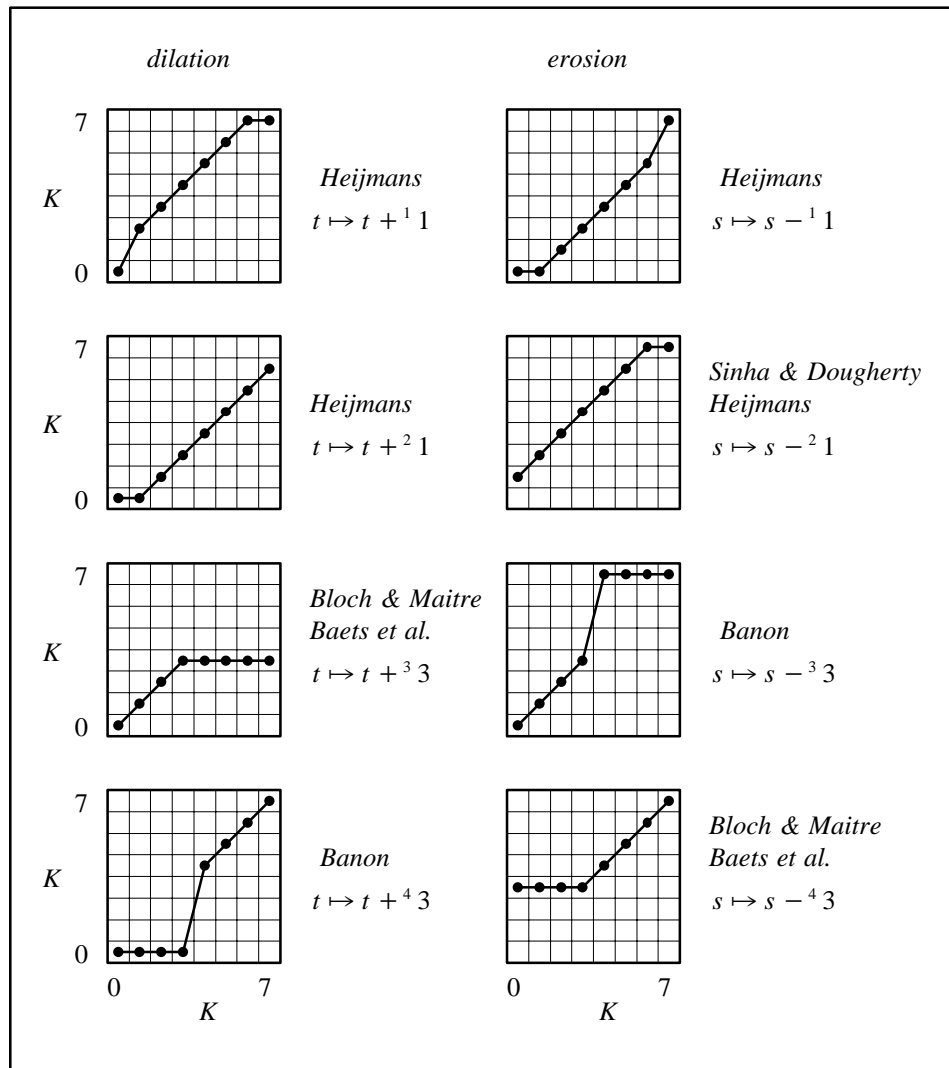 dilation erosion
7
K
0
Heijmans
t ↦ t +¹ 1
Heijmans
s ↦ s −¹ 1
7
K
0
Heijmans
t ↦ t +² 1
Sinha & Dougherty
Heijmans
s ↦ s −² 1
7
K
0
Bloch & Maitre
Baets et al.
t ↦ t +³ 3
Banon
s ↦ s −³ 3
7
K
0
Banon
t ↦ t +⁴ 3
Bloch & Maitre
Baets et al.
s ↦ s −⁴ 3
0 7
K
0 7
K